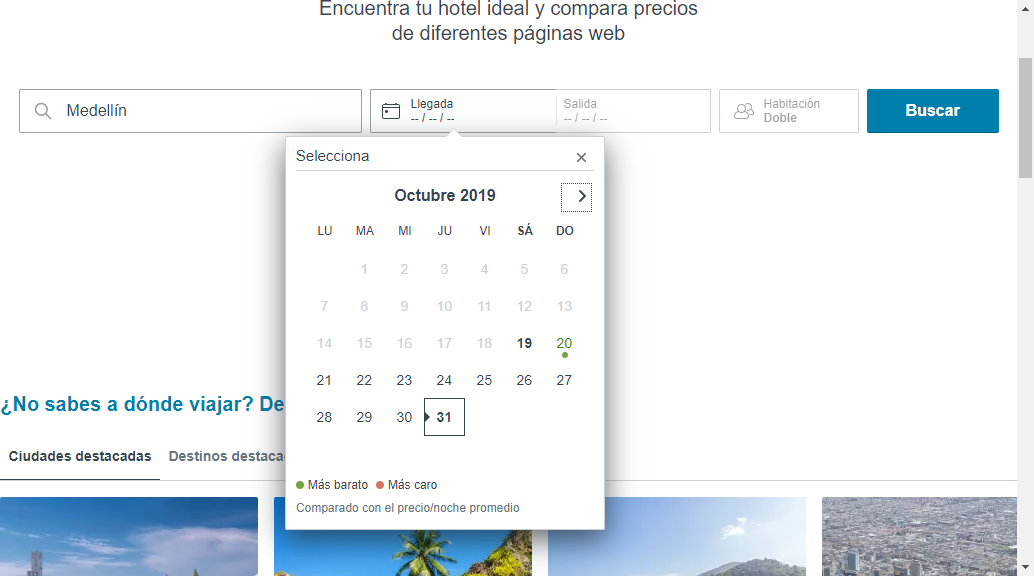 Encuentra tu hotel ideal y compara precios
de diferentes páginas web
Medellín
Llegada
-- / -- / --
Salida
-- / -- / --
Habitación
Doble
Buscar
Selecciona
Octubre 2019
LU MA MI JU VI SÁ DO
1 2 3 4 5 6
7 8 9 10 11 12 13
14 15 16 17 18 19 20
21 22 23 24 25 26 27
28 29 30 31
Más barato Más caro
Comparado con el precio/noche promedio
¿No sabes a dónde viajar? De
Ciudades destacadas Destinos destaca